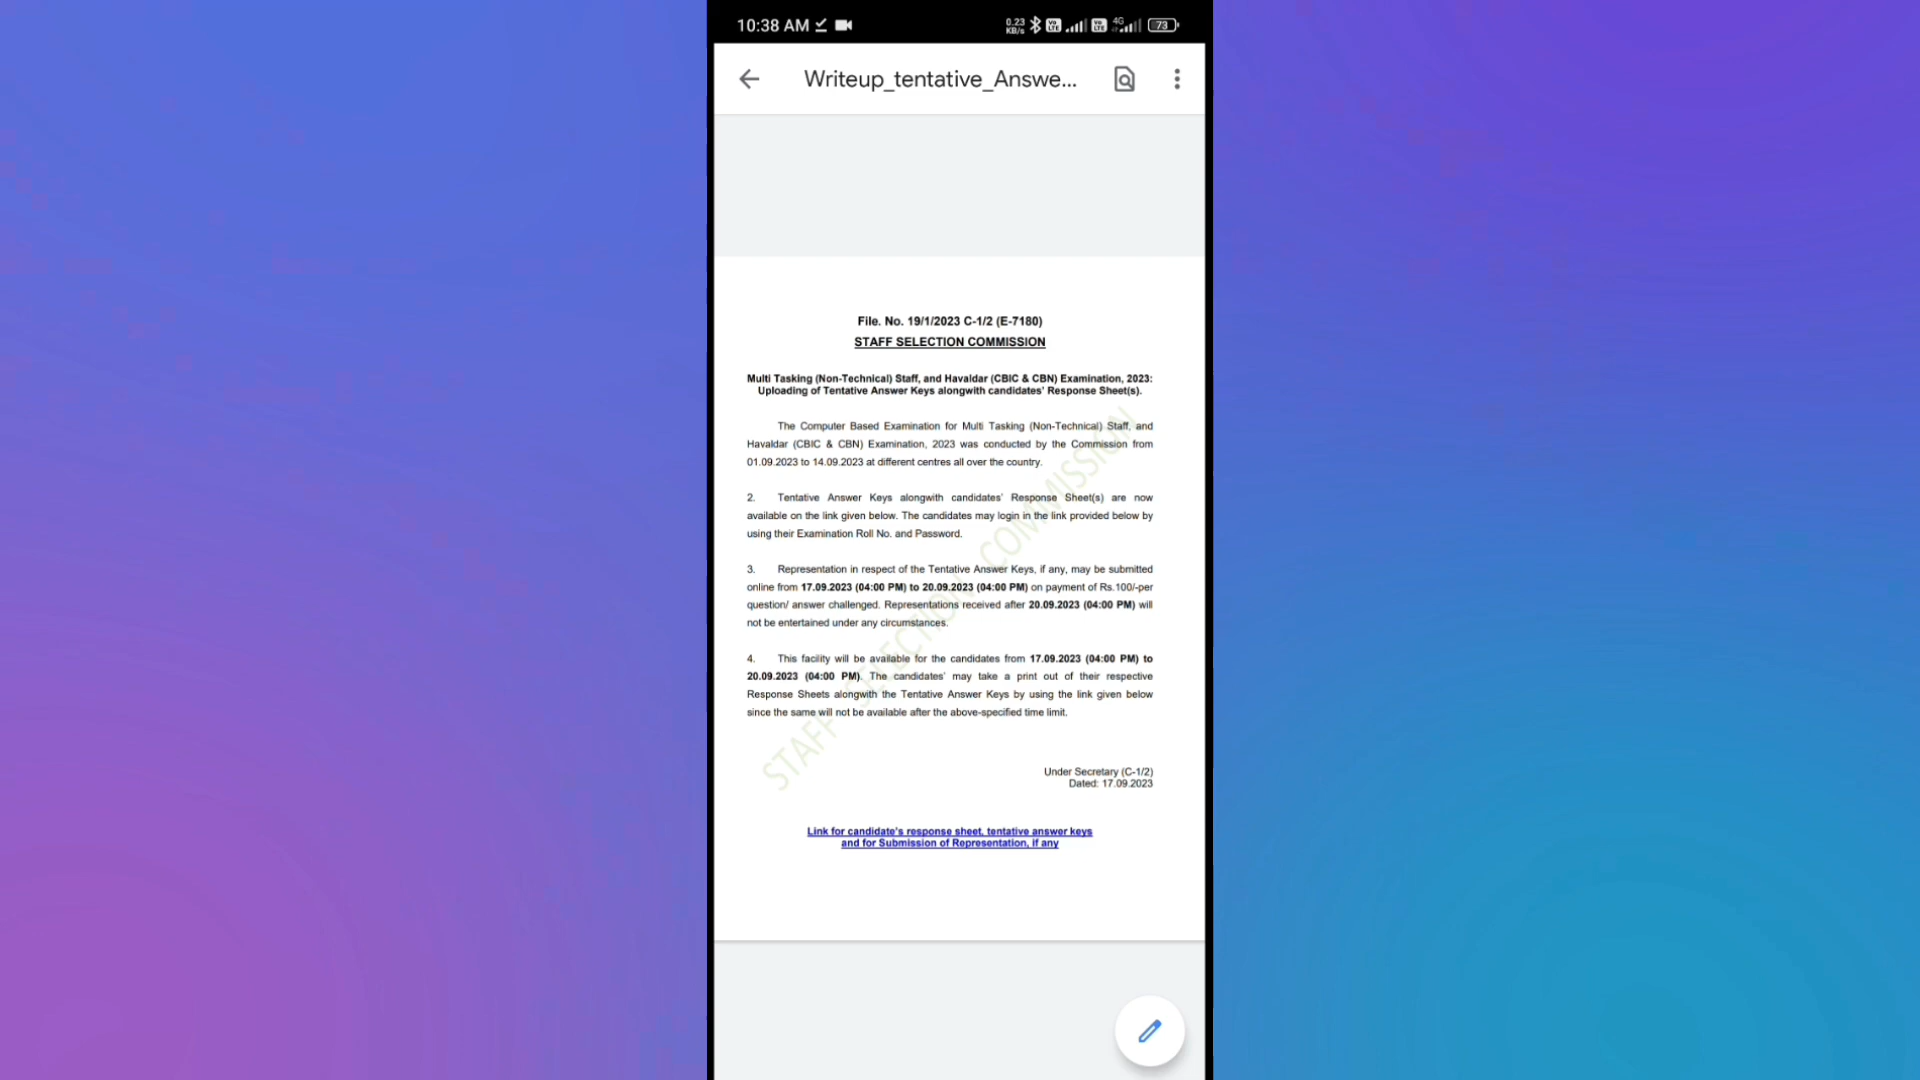 10:38 AM
0.23 KB/s Vo LTE Vo LTE 4G 73
Writeup_tentative_Answe...
File. No. 19/1/2023 C-1/2 (E-7180)
STAFF SELECTION COMMISSION
Multi Tasking (Non-Technical) Staff, and Havaldar (CBIC & CBN) Examination, 2023:
Uploading of Tentative Answer Keys alongwith candidates' Response Sheet(s).
The Computer Based Examination for Multi Tasking (Non-Technical) Staff, and
Havaldar (CBIC & CBN) Examination, 2023 was conducted by the Commission from
01.09.2023 to 14.09.2023 at different centres all over the country.
2. Tentative Answer Keys alongwith candidates' Response Sheet(s) are now
available on the link given below. The candidates may login in the link provided below by
using their Examination Roll No. and Password.
3. Representation in respect of the Tentative Answer Keys, if any, may be submitted
online from 17.09.2023 (04:00 PM) to 20.09.2023 (04:00 PM) on payment of Rs.100/-per
question/ answer challenged. Representations received after 20.09.2023 (04:00 PM) will
not be entertained under any circumstances.
4. This facility will be available for the candidates from 17.09.2023 (04:00 PM) to
20.09.2023 (04:00 PM). The candidates' may take a print out of their respective
Response Sheets alongwith the Tentative Answer Keys by using the link given below
since the same will not be available after the above-specified time limit.
STAFF SELECTION COMMISSION
Under Secretary (C-1/2)
Dated: 17.09.2023
Link for candidate's response sheet, tentative answer keys
and for Submission of Representation, if any